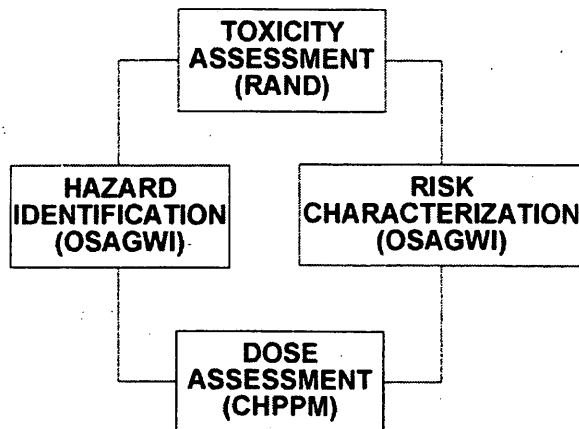 TOXICITY
ASSESSMENT
(RAND)
HAZARD
IDENTIFICATION
(OSAGWI)
RISK
CHARACTERIZATION
(OSAGWI)
DOSE
ASSESSMENT
(CHPPM)